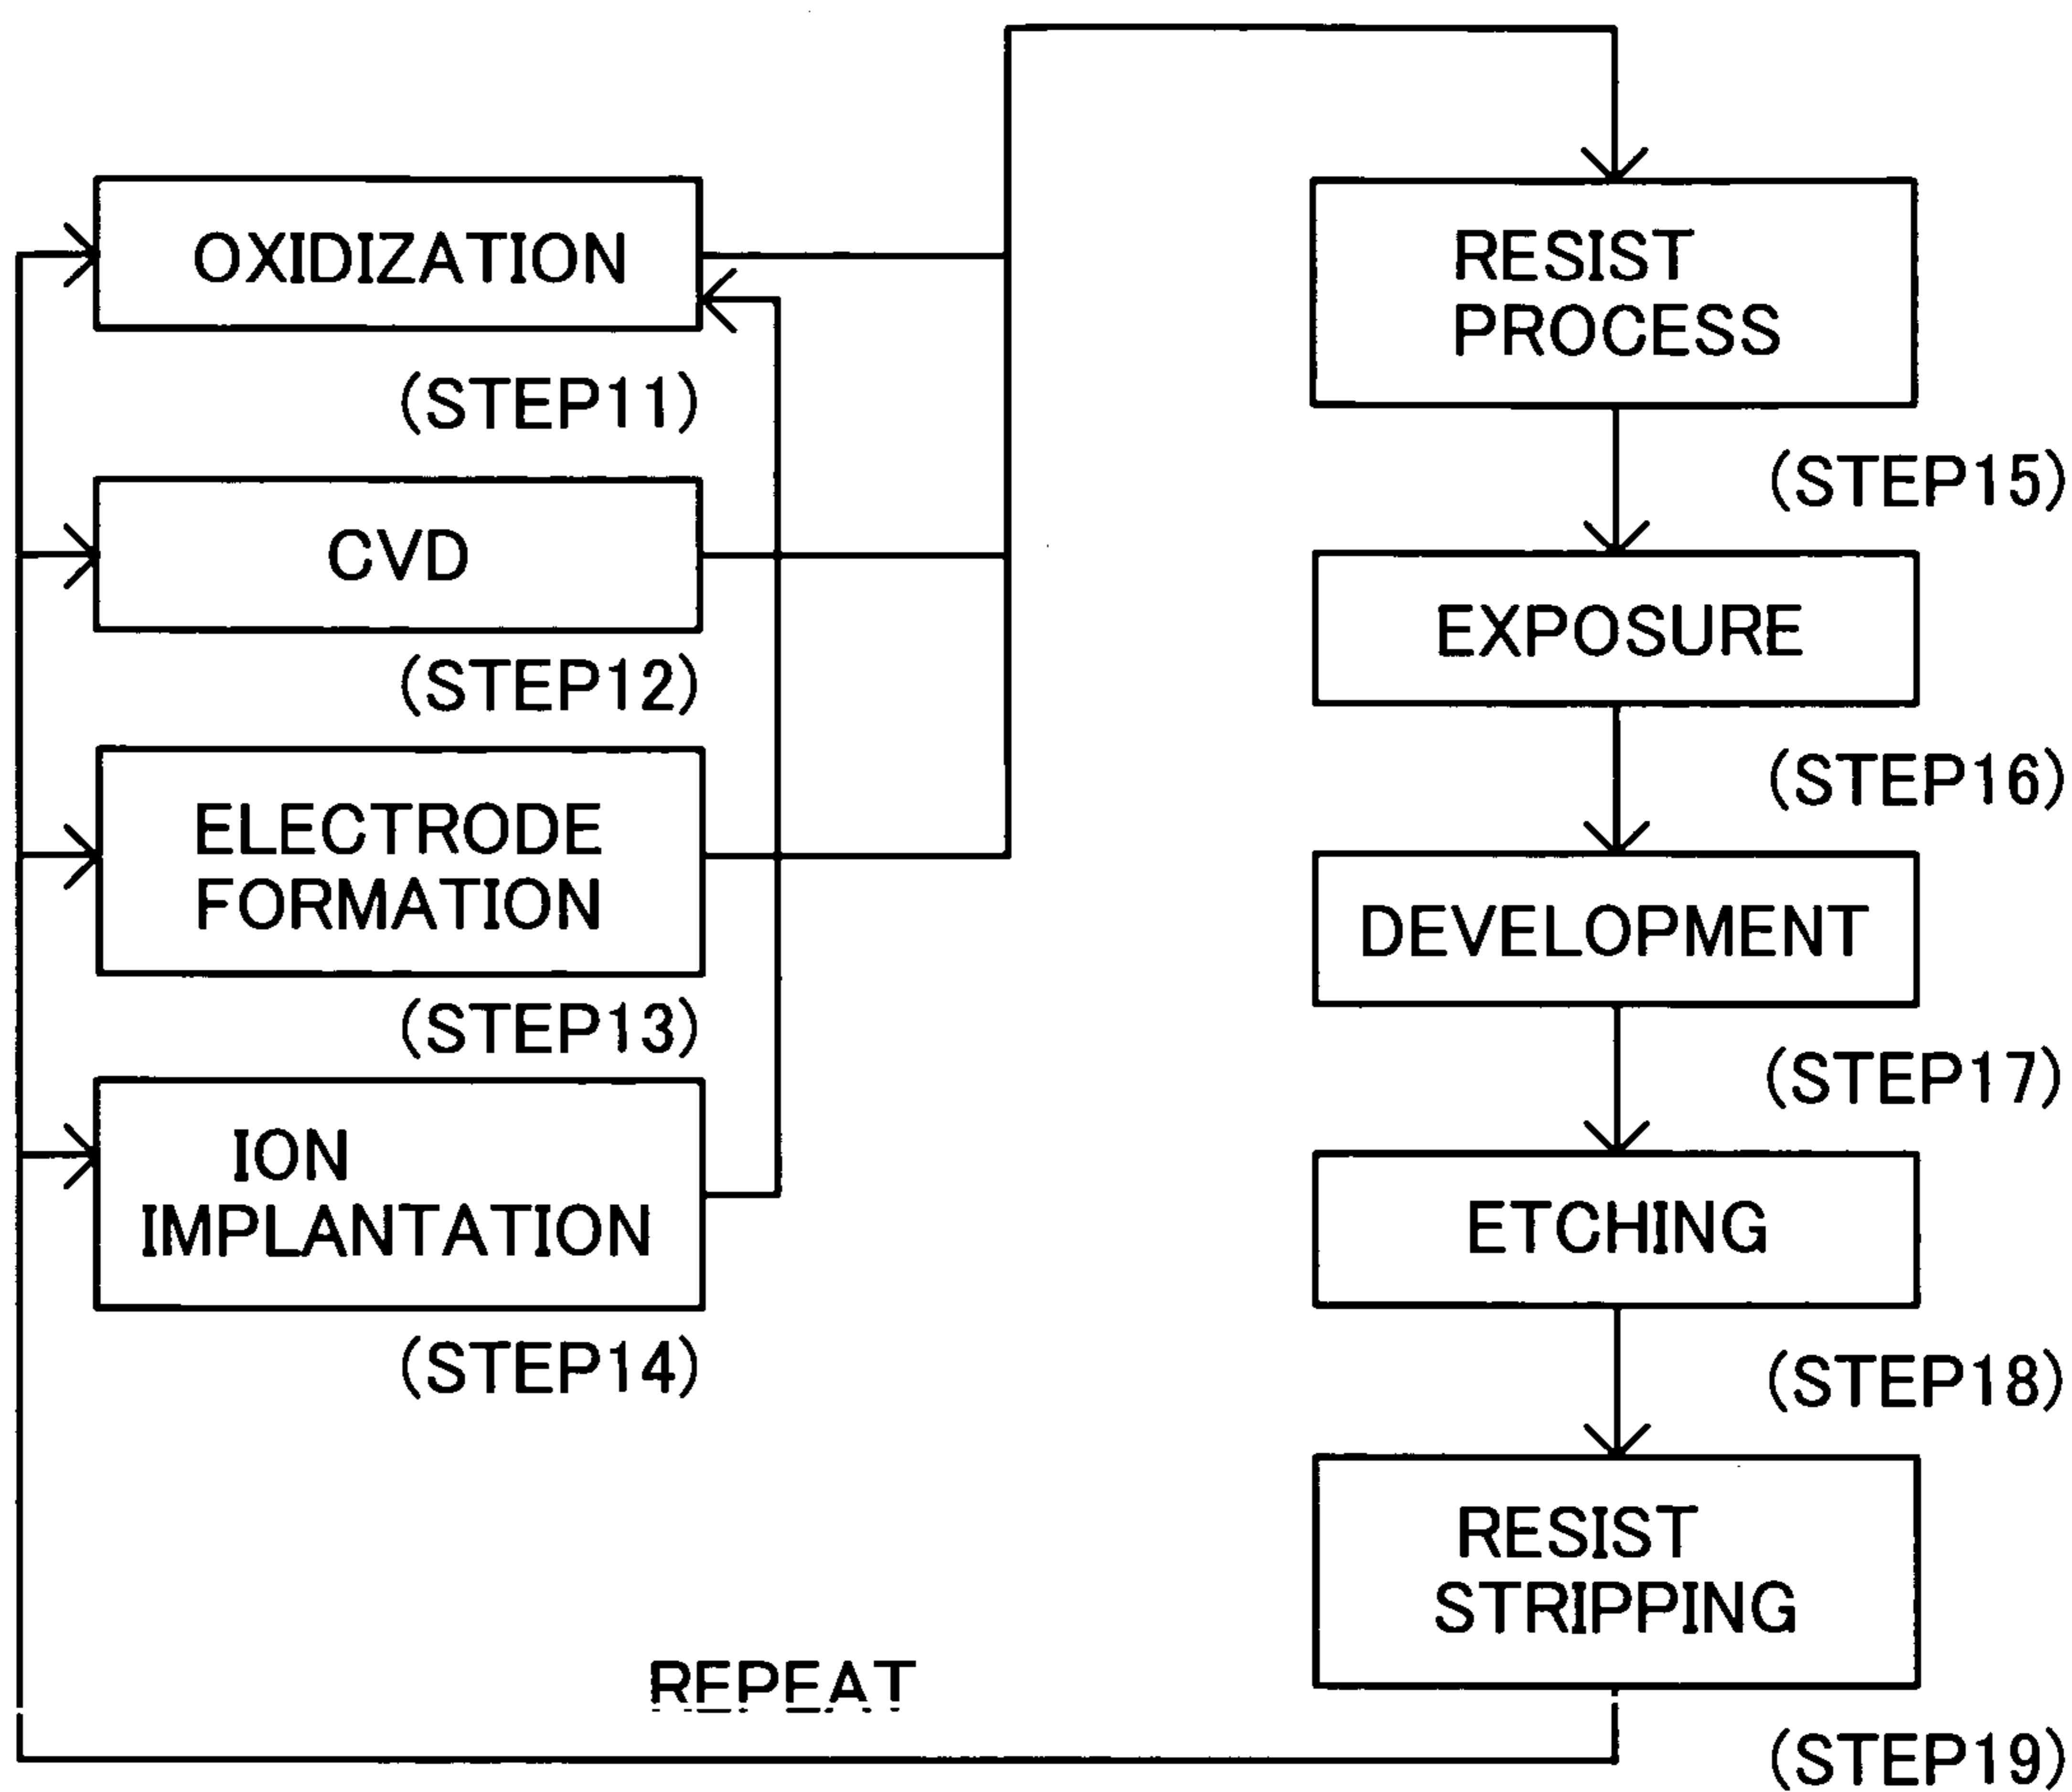 OXIDIZATION
(STEP11)
CVD
(STEP12)
ELECTRODE
FORMATION
(STEP13)
ION
IMPLANTATION
(STEP14)
RESIST
PROCESS
(STEP15)
EXPOSURE
(STEP16)
DEVELOPMENT
(STEP17)
ETCHING
(STEP18)
RESIST
STRIPPING
(STEP19)
REPEAT